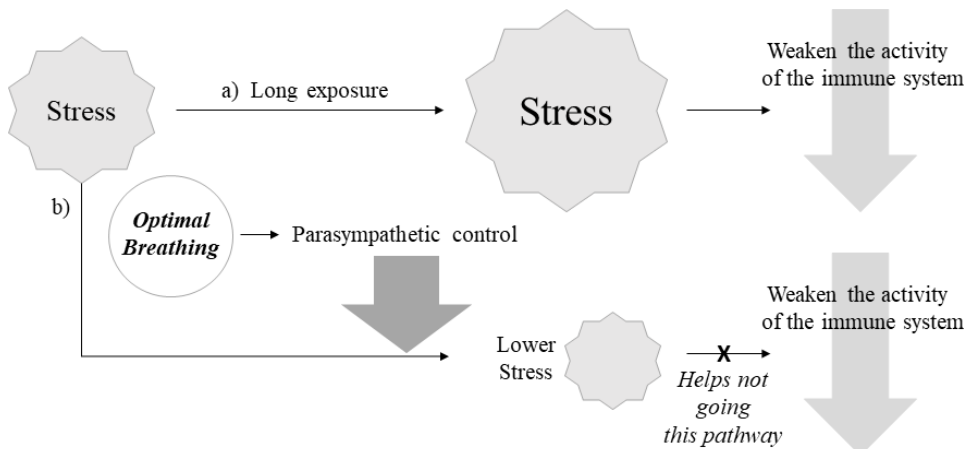 Stress
a) Long exposure
Stress
Weaken the activity
of the immune system
b)
Optimal
Breathing
Parasympathetic control
Lower
Stress
X
Helps not
going
this pathway
Weaken the activity
of the immune system